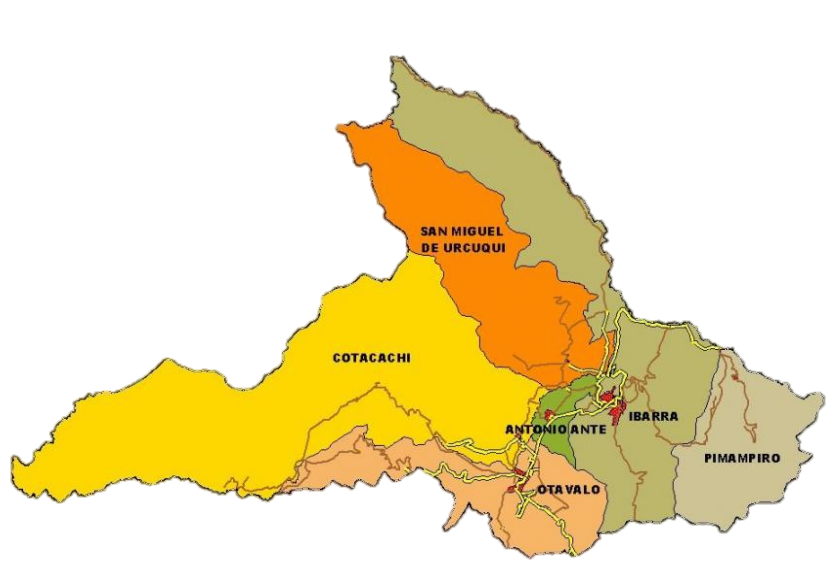 SAN MIGUEL
DE URCUQUI
COTACACHI
IBARRA
ANTONIO ANTE
PIMAMPIRO
OTAVALO